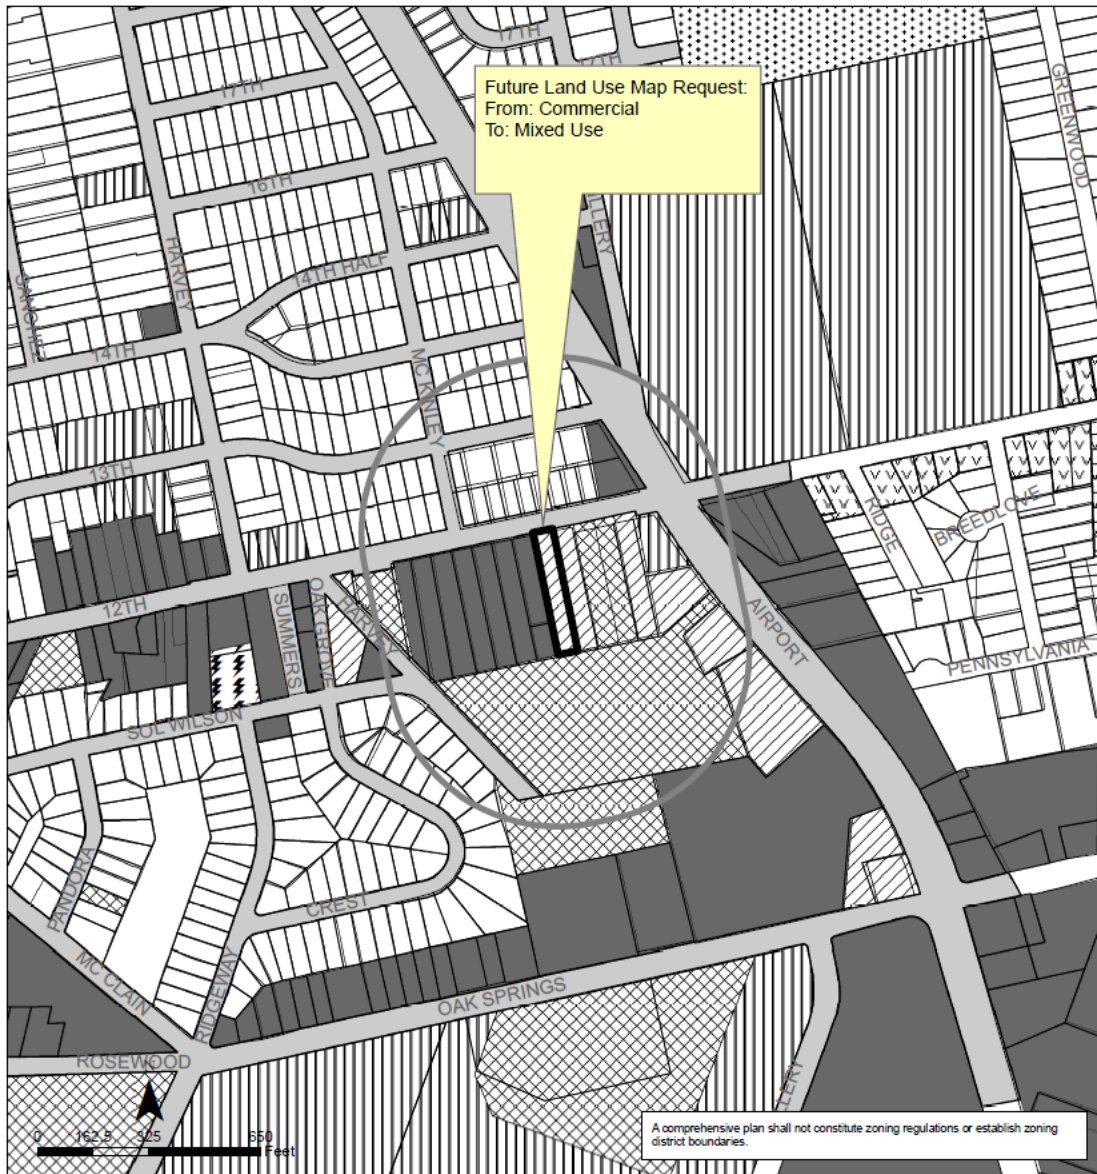 17TH
17TH
17TH
GREENWOOD
Future Land Use Map Request:
From: Commercial
To: Mixed Use
16TH
HARVEY
LLERY
14TH HALF
SANCHEZ
14TH
MC KINLEY
13TH
RIDGE
BREEDLOVE
12TH
SUMMERS
OAK GROVE
HARVEY
AIRPORT
PENNSYLVANIA
SOL WILSON
PANDORA
CREST
MC CLAIN
RIDGEWAY
OAK SPRINGS
ROSEWOOD
LLERY
0 162.5 325 650
Feet
A comprehensive plan shall not constitute zoning regulations or establish zoning
district boundaries.